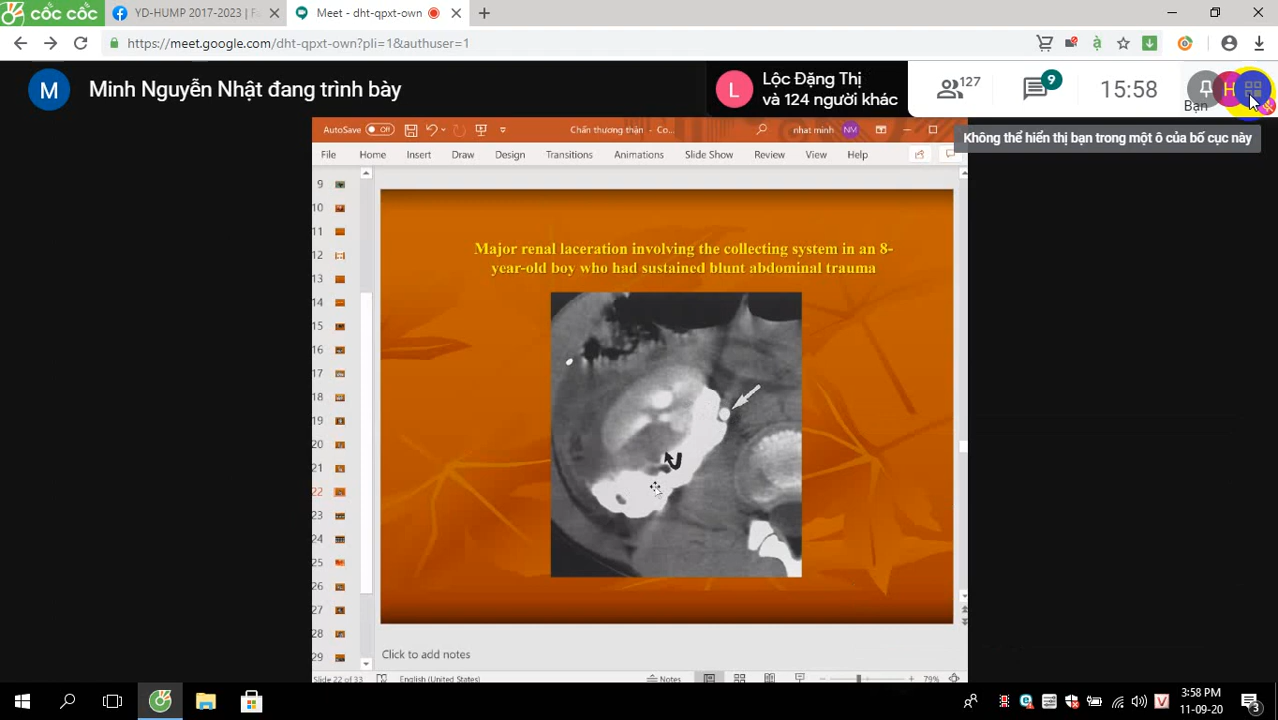 cốc cốc
YD-HUMP 2017-2023 | F
Meet - dht-qpxt-own
https://meet.google.com/dht-qpxt-own?pli=1&authuser=1
M
Minh Nguyễn Nhật đang trình bày
L
Lộc Đặng Thị
và 124 người khác
127
9
15:58
H
Bạn
Không thể hiển thị bạn trong một ô của bố cục này
AutoSave
Off
Chấn thương thận - Co...
nhat minh
NM
File
Home
Insert
Draw
Design
Transitions
Animations
Slide Show
Review
View
Help
9
10
11
12
13
14
15
16
17
18
19
20
21
22
23
24
25
26
27
28
29
Major renal laceration involving the collecting system in an 8-
year-old boy who had sustained blunt abdominal trauma
Click to add notes
Slide 22 of 33
English (United States)
Notes
79%
V
3:58 PM
11-09-20
3